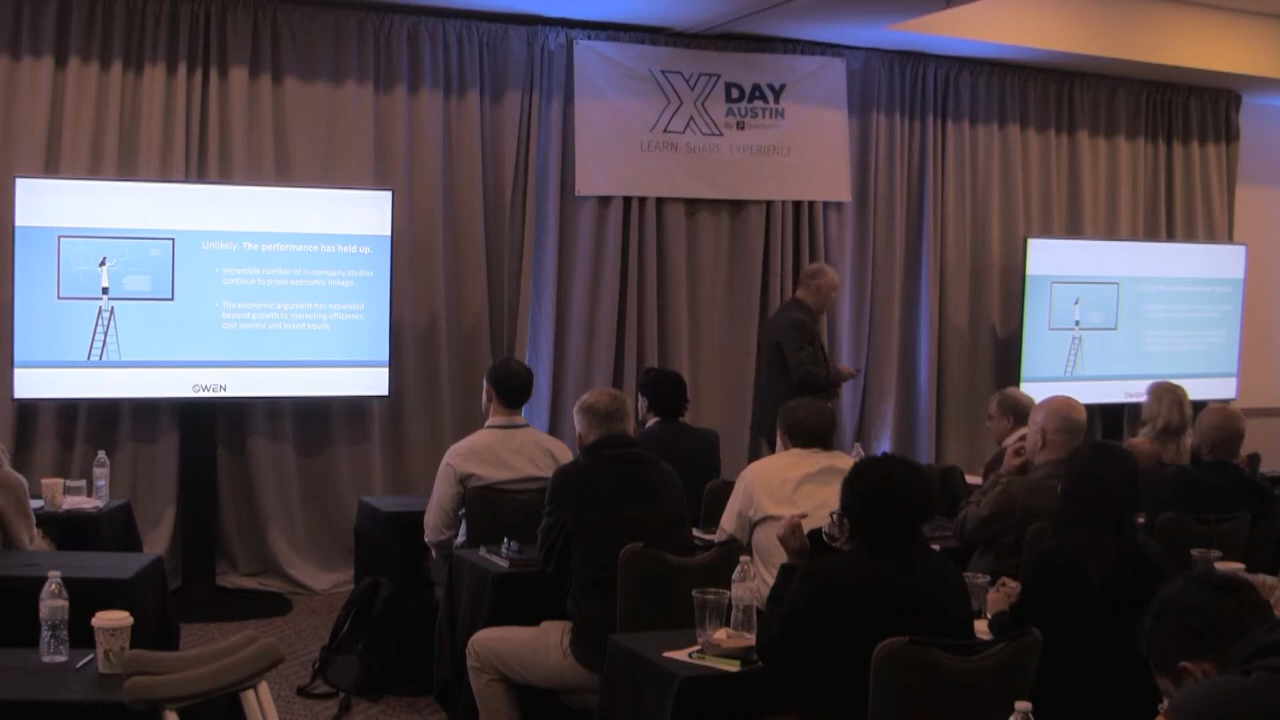 X DAY
AUSTIN
By
LEARN. SHARE. EXPERIENCE.
Unlikely: The performance has held up.
• Incredible number of in-company studies
continue to prove economic linkage.
• The economic argument has expanded
beyond growth to marketing efficiency,
cost control and brand equity
OWEN